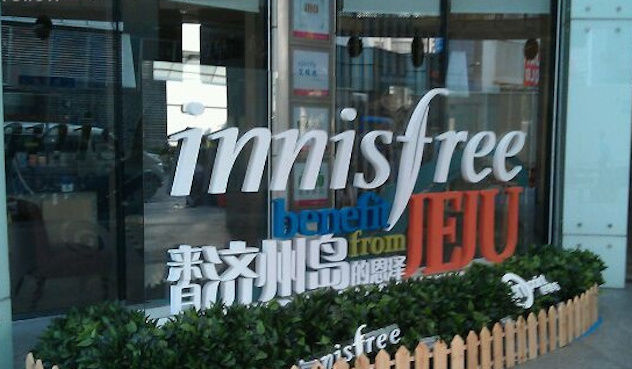 innisfree
benefit
from JEJU
来自济州岛的恩泽
innisfree